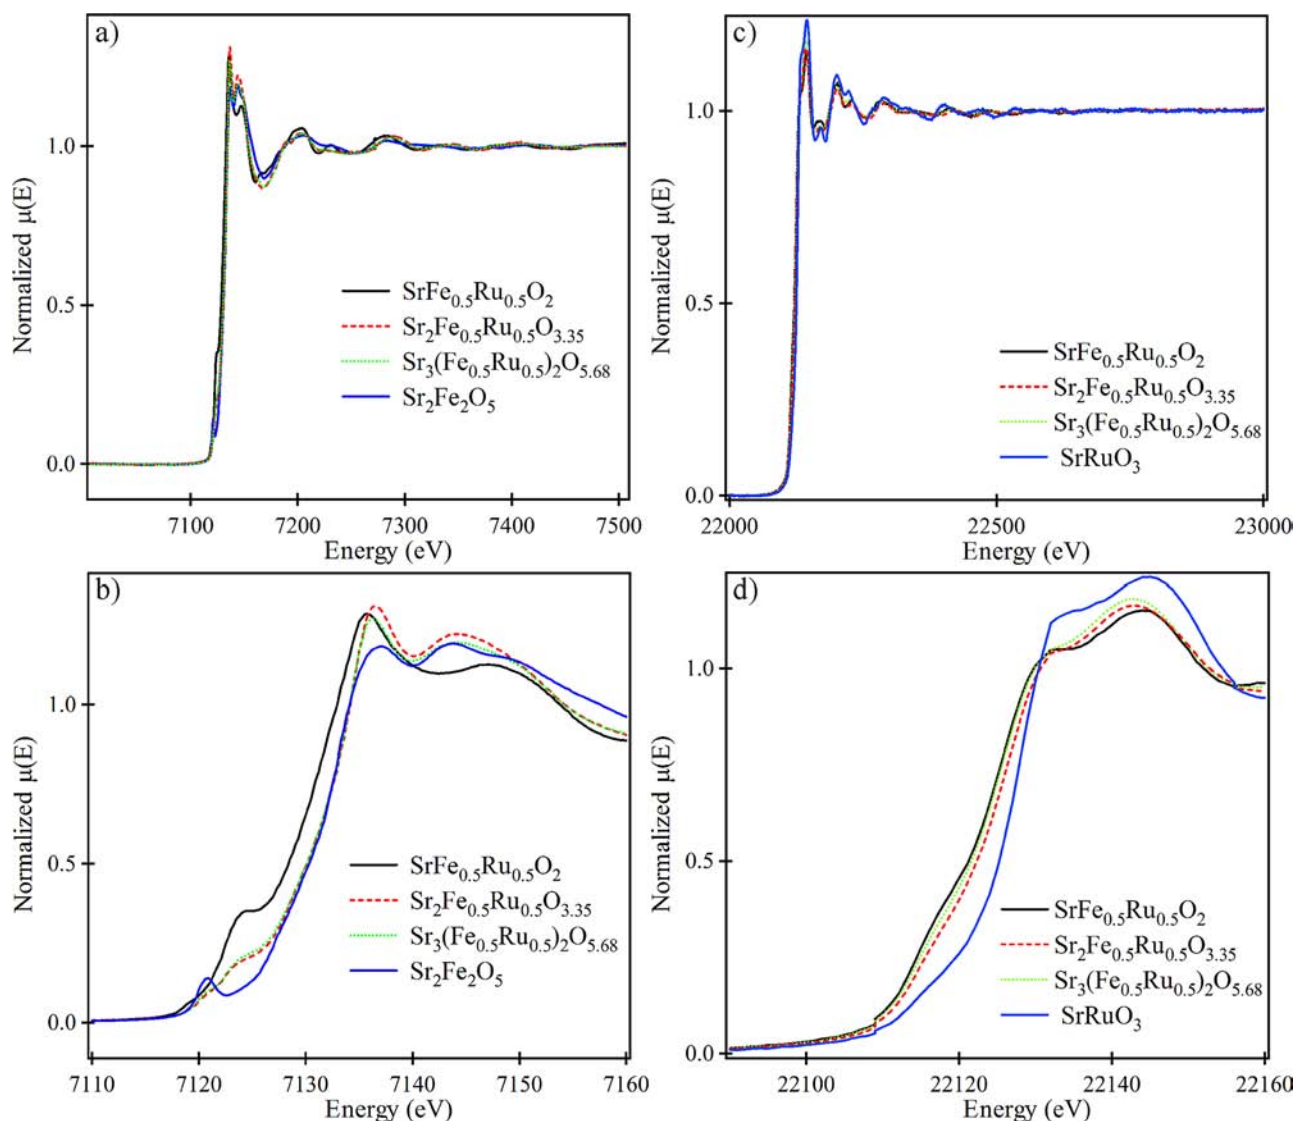 a)
Normalized μ(E)
1.0
0.5
0.0
SrFe0.5Ru0.5O2
Sr2Fe0.5Ru0.5O3.35
Sr3(Fe0.5Ru0.5)2O5.68
Sr2Fe2O5
7100 7200 7300 7400 7500
Energy (eV)
c)
Normalized μ(E)
1.0
0.5
0.0
SrFe0.5Ru0.5O2
Sr2Fe0.5Ru0.5O3.35
Sr3(Fe0.5Ru0.5)2O5.68
SrRuO3
22000 22500 23000
Energy (eV)
b)
Normalized μ(E)
1.0
0.5
0.0
SrFe0.5Ru0.5O2
Sr2Fe0.5Ru0.5O3.35
Sr3(Fe0.5Ru0.5)2O5.68
Sr2Fe2O5
7110 7120 7130 7140 7150 7160
Energy (eV)
d)
Normalized μ(E)
1.0
0.5
0.0
SrFe0.5Ru0.5O2
Sr2Fe0.5Ru0.5O3.35
Sr3(Fe0.5Ru0.5)2O5.68
SrRuO3
22100 22120 22140 22160
Energy (eV)